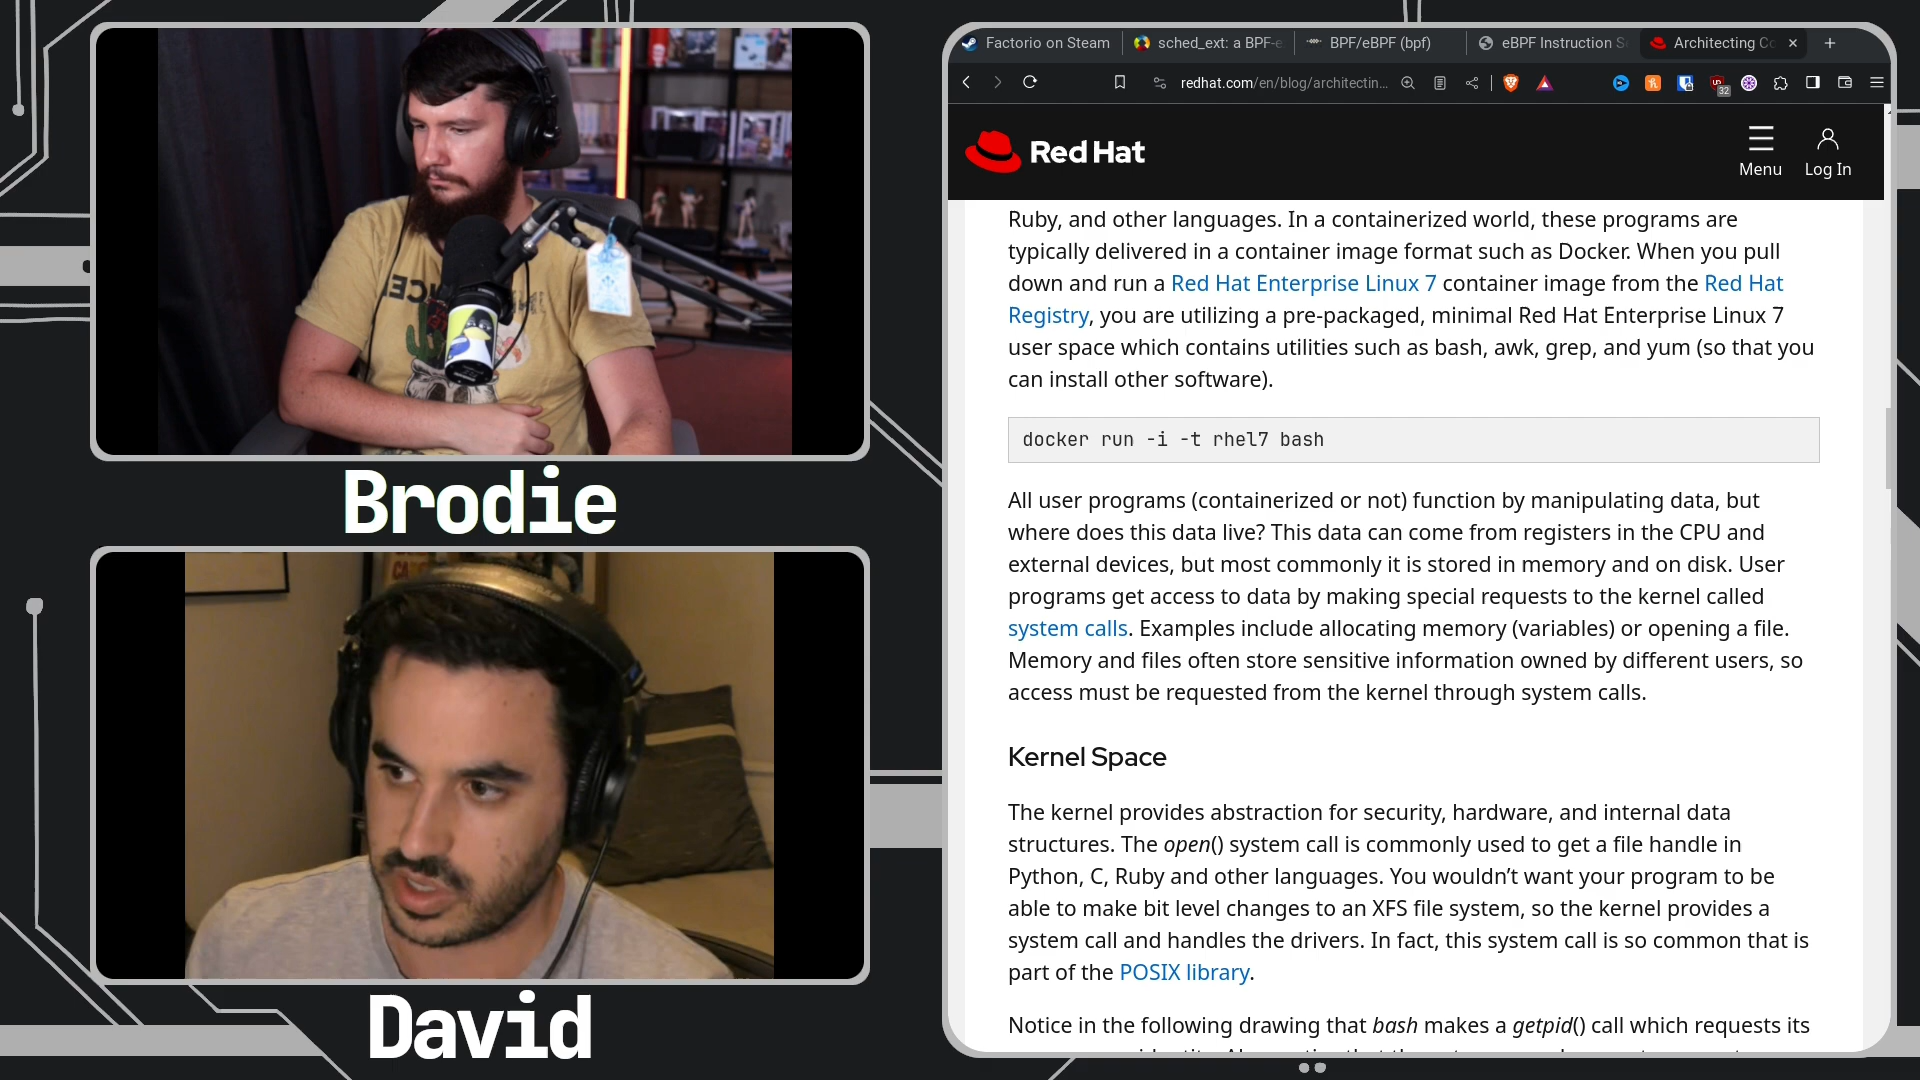 Factorio on Steam
sched_ext: a BPF-e
BPF/eBPF (bpf)
eBPF Instruction S
Architecting Co
redhat.com/en/blog/architectin...
32
Red Hat
Menu
Log In
Ruby, and other languages. In a containerized world, these programs are
typically delivered in a container image format such as Docker. When you pull
down and run a Red Hat Enterprise Linux 7 container image from the Red Hat
Registry, you are utilizing a pre-packaged, minimal Red Hat Enterprise Linux 7
user space which contains utilities such as bash, awk, grep, and yum (so that you
can install other software).
docker run -i -t rhel7 bash
All user programs (containerized or not) function by manipulating data, but
where does this data live? This data can come from registers in the CPU and
external devices, but most commonly it is stored in memory and on disk. User
programs get access to data by making special requests to the kernel called
system calls. Examples include allocating memory (variables) or opening a file.
Memory and files often store sensitive information owned by different users, so
access must be requested from the kernel through system calls.
Kernel Space
The kernel provides abstraction for security, hardware, and internal data
structures. The open() system call is commonly used to get a file handle in
Python, C, Ruby and other languages. You wouldn’t want your program to be
able to make bit level changes to an XFS file system, so the kernel provides a
system call and handles the drivers. In fact, this system call is so common that is
part of the POSIX library.
Notice in the following drawing that bash makes a getpid() call which requests its
Brodie
David